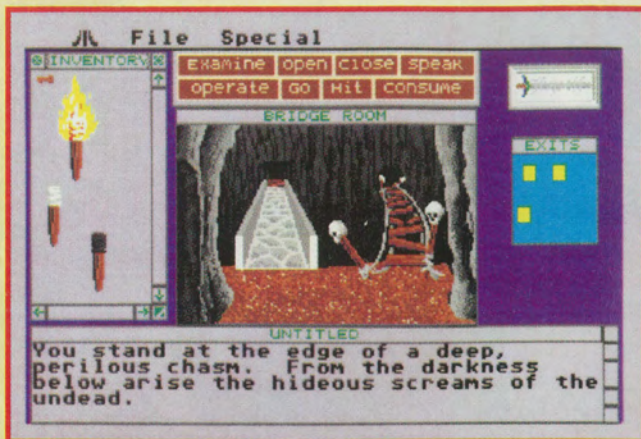 File Special
INVENTORY
Examine open close speak
operate GO Hit consume
BRIDGE ROOM
EXITS
UNTITLED
You stand at the edge of a deep,
perilous chasm. From the darkness
below arise the hideous screams of the
undead.